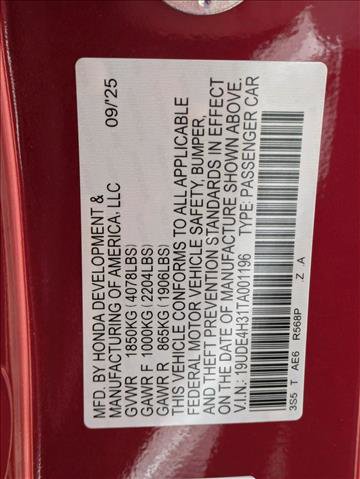 MFD. BY HONDA DEVELOPMENT & 09/'25
MANUFACTURING OF AMERICA, LLC
GVWR 1850KG (4078LBS)
GAWR F 1000KG (2204LBS)
GAWR R 865KG (1906LBS)
THIS VEHICLE CONFORMS TO ALL APPLICABLE
FEDERAL MOTOR VEHICLE SAFETY, BUMPER,
AND THEFT PREVENTION STANDARDS IN EFFECT
ON THE DATE OF MANUFACTURE SHOWN ABOVE.
V.I.N.: 19UDE4H31TA001196 TYPE: PASSENGER CAR
Z A
3S5 T AE6 R568P